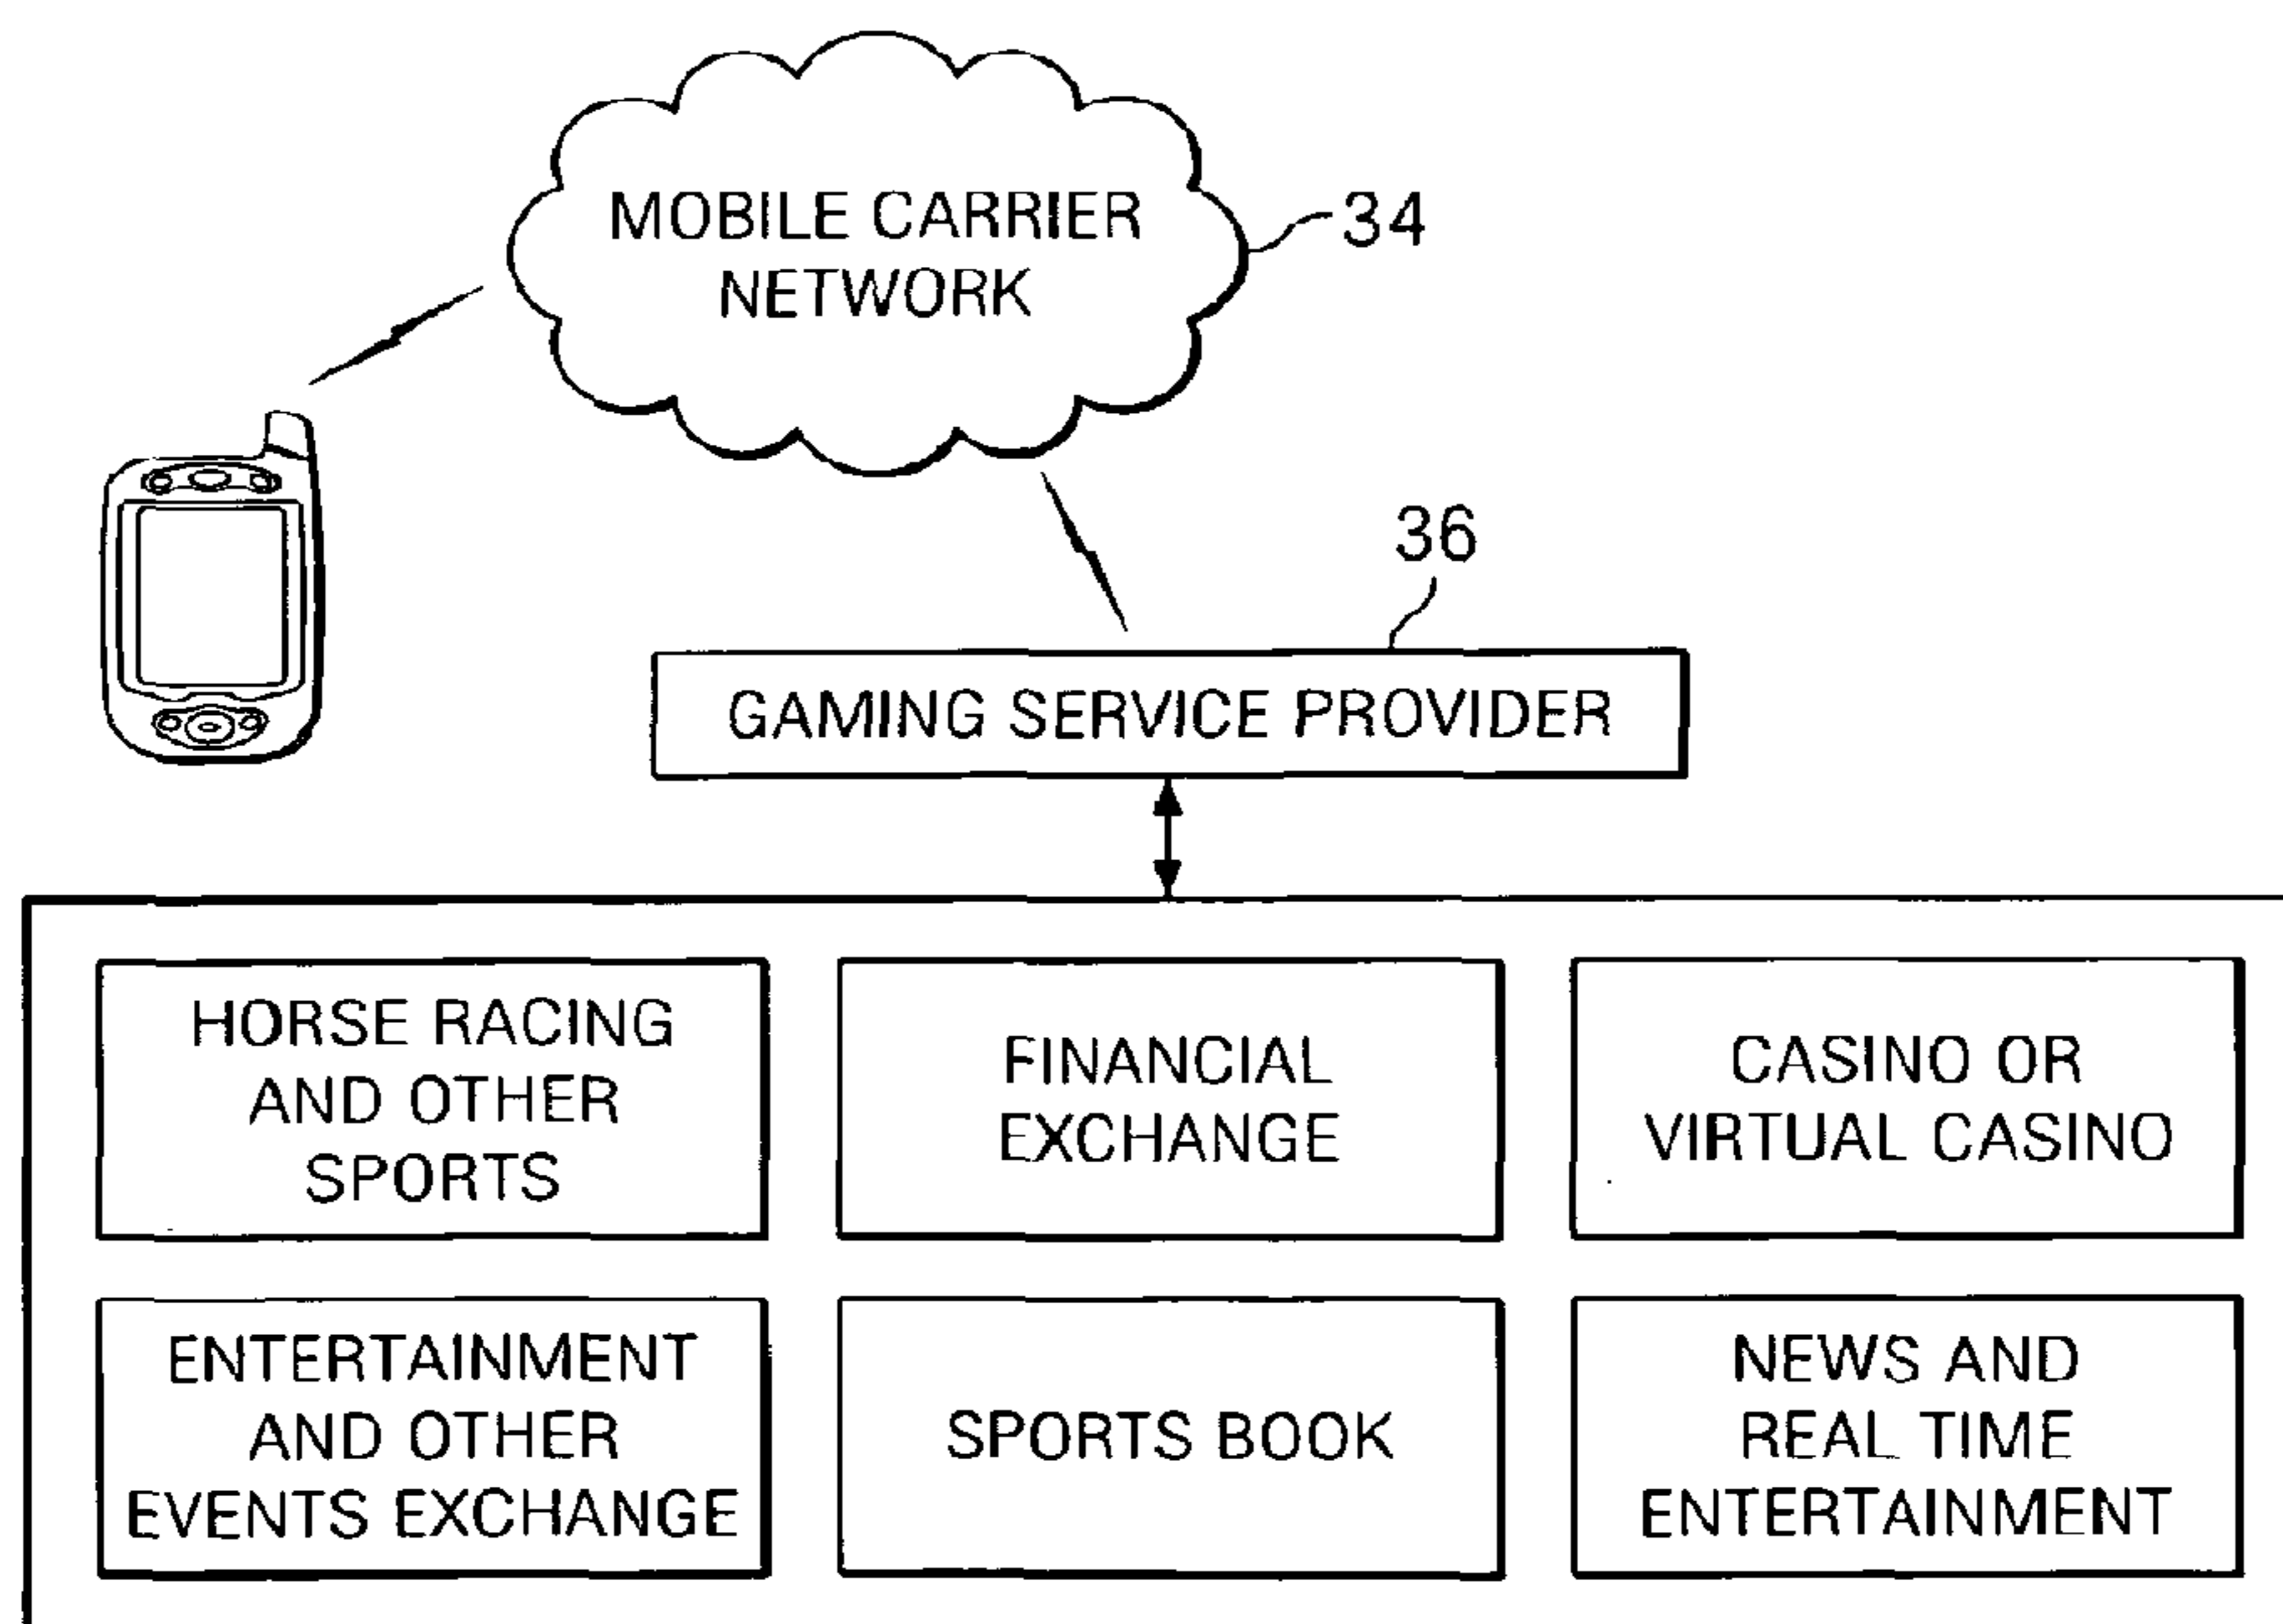 MOBILE CARRIER
NETWORK
34
36
GAMING SERVICE PROVIDER
HORSE RACING
AND OTHER
SPORTS
FINANCIAL
EXCHANGE
CASINO OR
VIRTUAL CASINO
ENTERTAINMENT
AND OTHER
EVENTS EXCHANGE
SPORTS BOOK
NEWS AND
REAL TIME
ENTERTAINMENT